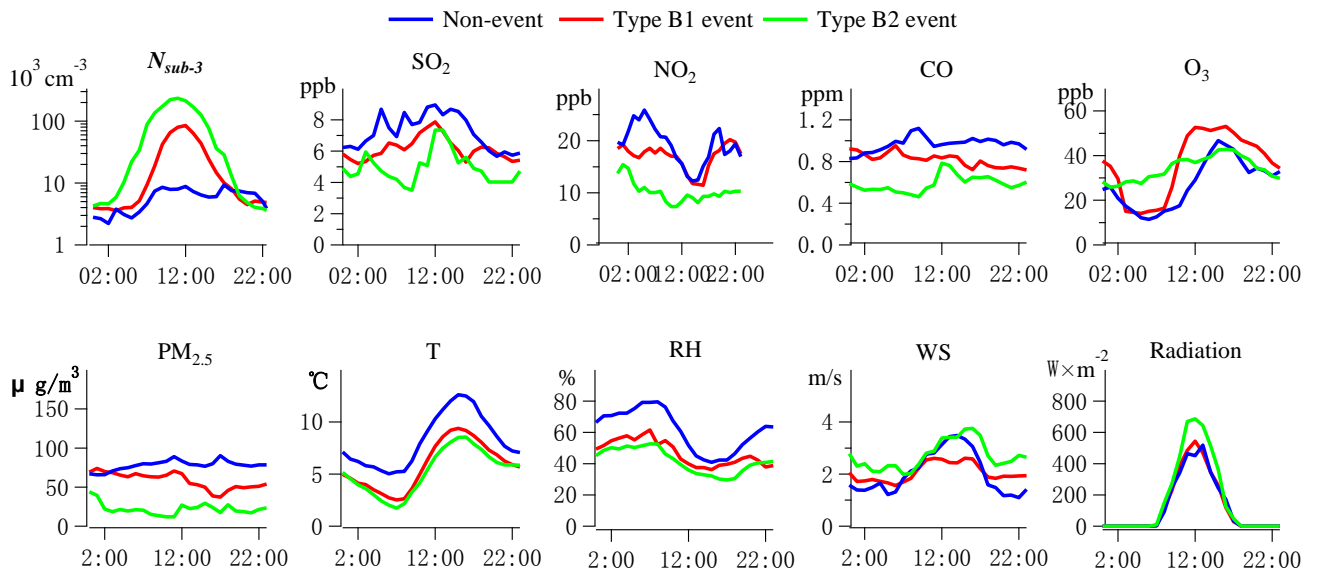 Non-event Type B1 event Type B2 event
N_sub-3 SO₂ NO₂ CO O₃
10³ cm⁻³ ppb ppb ppm ppb
100
10
1
02:00 12:00 22:00
8
6
4
2
0
02:00 12:00 22:00
20
10
0
02:00 12:00 22:00
1.2
0.8
0.4
0.0
02:00 12:00 22:00
60
40
20
0
02:00 12:00 22:00
PM₂.₅ T RH WS Radiation
μ g/m³ ℃ % m/s W×m⁻²
150
100
50
0
2:00 12:00 22:00
10
5
0
2:00 12:00 22:00
80
60
40
20
0
2:00 12:00 22:00
4
2
0
2:00 12:00 22:00
800
600
400
200
0
2:00 12:00 22:00